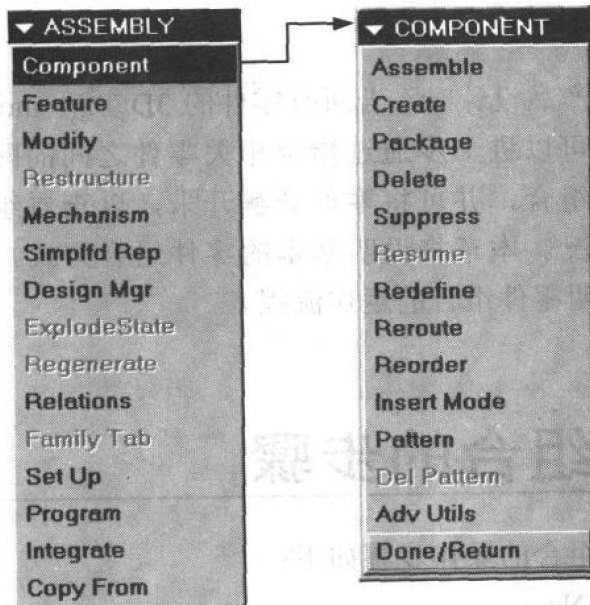 ASSEMBLY
Component
Feature
Modify
Restructure
Mechanism
Simplfd Rep
Design Mgr
ExplodeState
Regenerate
Relations
Family Tab
Set Up
Program
Integrate
Copy From
COMPONENT
Assemble
Create
Package
Delete
Suppress
Resume
Redefine
Reroute
Reorder
Insert Mode
Pattern
Del Pattern
Adv Utils
Done/Return